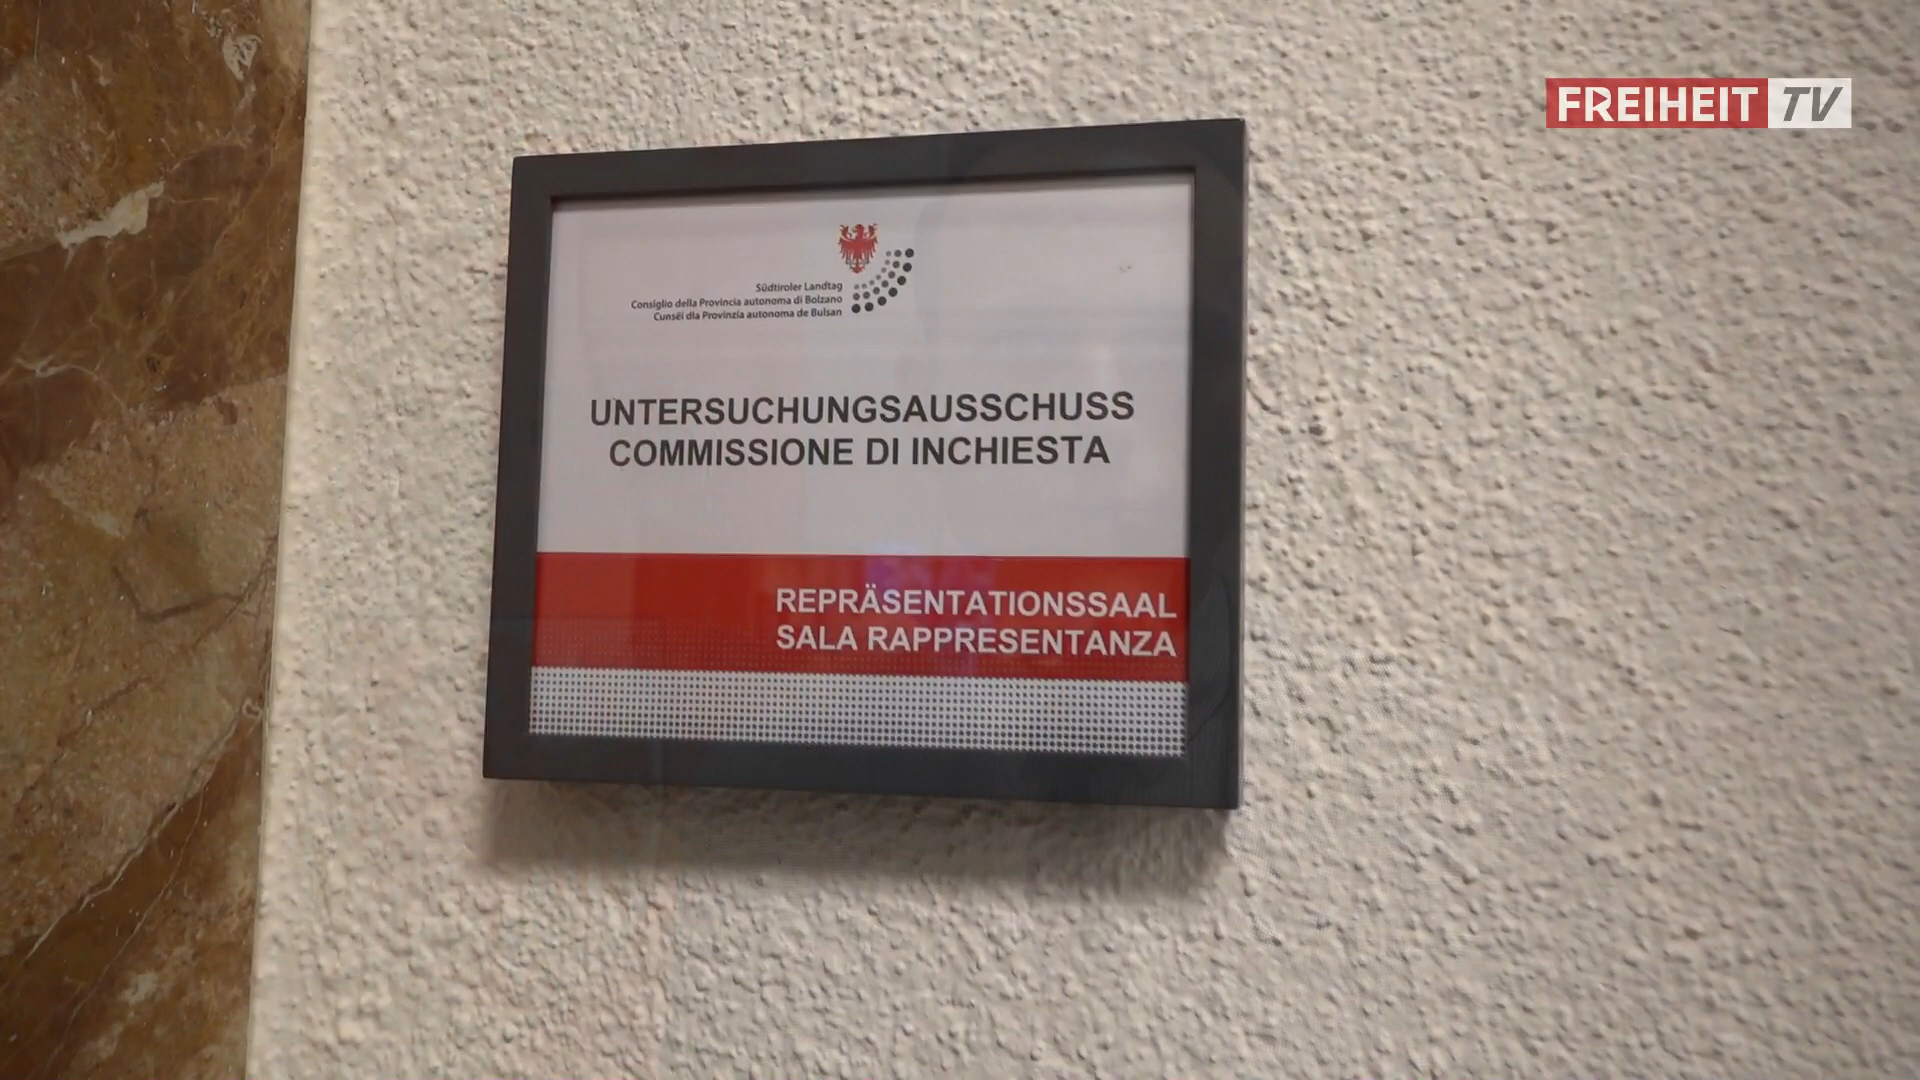 FREIHEIT TV
Südtiroler Landtag
Consiglio della Provincia autonoma di Bolzano
Cunsëi dla Provinzia autonoma de Bulsan
UNTERSUCHUNGSAUSSCHUSS
COMMISSIONE DI INCHIESTA
REPRÄSENTATIONSSAAL
SALA RAPPRESENTANZA